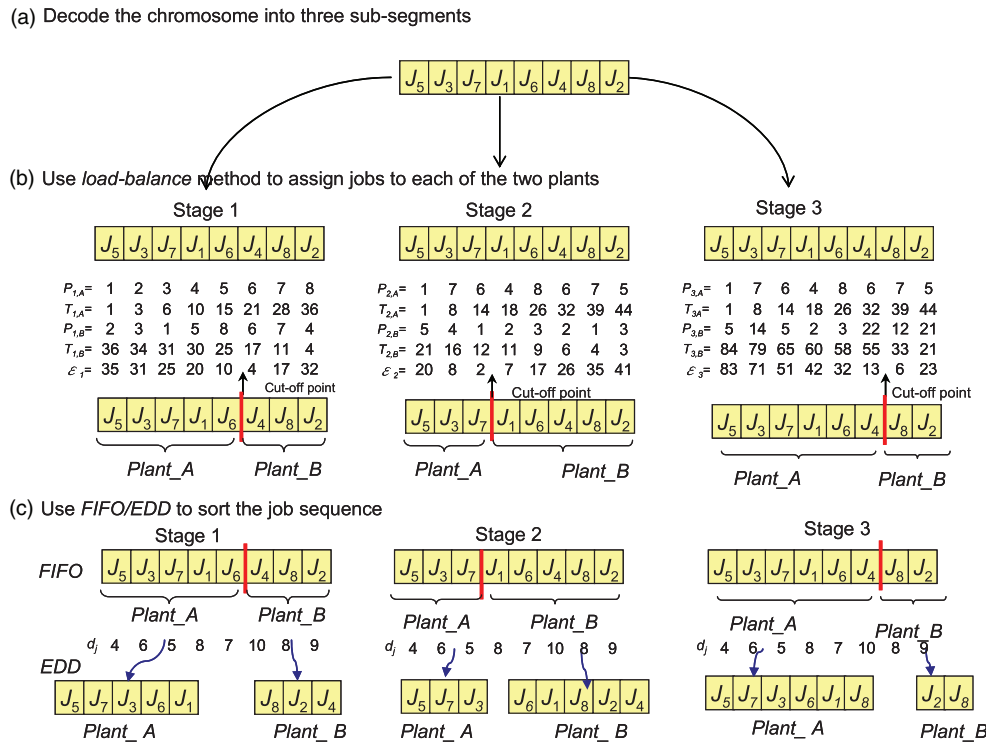 (a) Decode the chromosome into three sub-segments
J5 J3 J7 J1 J6 J4 J8 J2
(b) Use load-balance method to assign jobs to each of the two plants
Stage 1
J5 J3 J7 J1 J6 J4 J8 J2
P1,A= 1 2 3 4 5 6 7 8
T1,A= 1 3 6 10 15 21 28 36
P1,B= 2 3 1 5 8 6 7 4
T1,B= 36 34 31 30 25 17 11 4
ε1= 35 31 25 20 10 4 17 32
Cut-off point
J5 J3 J7 J1 J6 J4 J8 J2
Plant_A Plant_B
Stage 2
J5 J3 J7 J1 J6 J4 J8 J2
P2,A= 1 7 6 4 8 6 7 5
T2,A= 1 8 14 18 26 32 39 44
P2,B= 5 4 1 2 3 2 1 3
T2,B= 21 16 12 11 9 6 4 3
ε2= 20 8 2 7 17 26 35 41
Cut-off point
J5 J3 J7 J1 J6 J4 J8 J2
Plant_A Plant_B
Stage 3
J5 J3 J7 J1 J6 J4 J8 J2
P3,A= 1 7 6 4 8 6 7 5
T3A= 1 8 14 18 26 32 39 44
P3,B= 5 14 5 2 3 22 12 21
T3,B= 84 79 65 60 58 55 33 21
ε3= 83 71 51 42 32 13 6 23
Cut-off point
J5 J3 J7 J1 J6 J4 J8 J2
Plant_A Plant_B
(c) Use FIFO/EDD to sort the job sequence
Stage 1
FIFO J5 J3 J7 J1 J6 J4 J8 J2
Plant_A Plant_B
dj 4 6 5 8 7 10 8 9
EDD
J5 J7 J3 J6 J1 J8 J2 J4
Plant_ A Plant_B
Stage 2
J5 J3 J7 J1 J6 J4 J8 J2
Plant_A Plant_B
dj 4 6 5 8 7 10 8 9
J5 J7 J3 J6 J1 J8 J2 J4
Plant_ A Plant_B
Stage 3
J5 J3 J7 J1 J6 J4 J8 J2
Plant_A Plant_B
dj 4 6 5 8 7 10 8 9
J5 J7 J3 J6 J1 J8 J2 J8
Plant_ A Plant_B